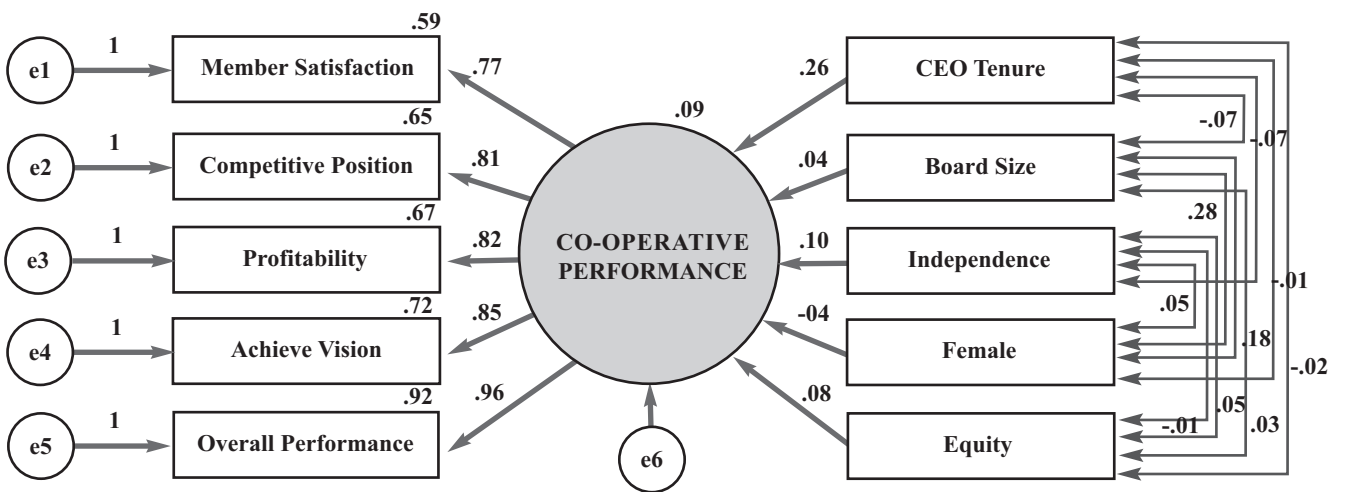 .59
e1 1 Member Satisfaction .77 .26 CEO Tenure
.09
-.07 -.07
.65
e2 1 Competitive Position .81 .04 Board Size
.28
.67
e3 1 Profitability .82 CO-OPERATIVE .10 Independence
PERFORMANCE
-.01
.05
.72
e4 1 Achieve Vision .85 -04 Female
.18
-.02
.92
e5 1 Overall Performance .96 .08 Equity
.05
-.01 .03
e6